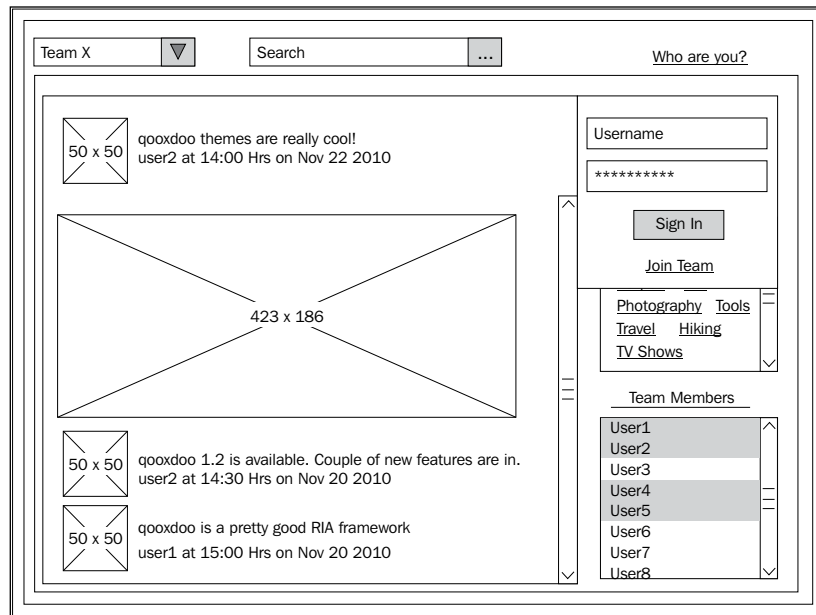 Team X
Search
...
Who are you?
50 x 50
qooxdoo themes are really cool!
user2 at 14:00 Hrs on Nov 22 2010
423 x 186
50 x 50
qooxdoo 1.2 is available. Couple of new features are in.
user2 at 14:30 Hrs on Nov 20 2010
50 x 50
qooxdoo is a pretty good RIA framework
user1 at 15:00 Hrs on Nov 20 2010
Username
**********
Sign In
Join Team
Photography Tools
Travel Hiking
TV Shows
Team Members
User1
User2
User3
User4
User5
User6
User7
User8